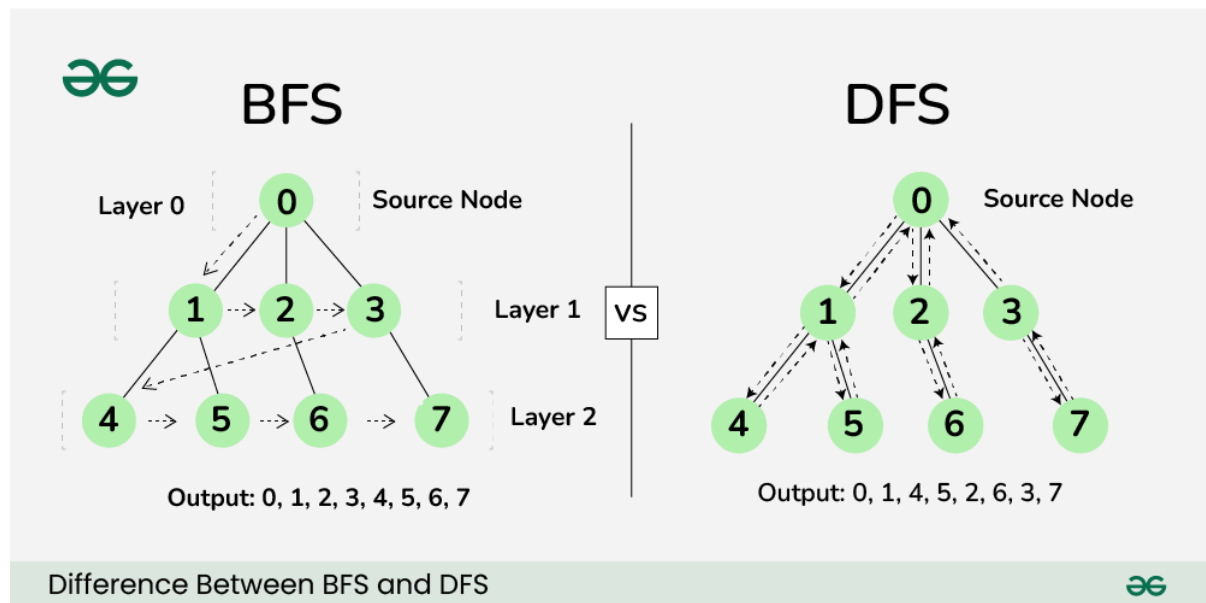 BFS
Layer 0
0
Source Node
1
2
3
Layer 1
4
5
6
7
Layer 2
Output: 0, 1, 2, 3, 4, 5, 6, 7
VS
DFS
0
Source Node
1
2
3
4
5
6
7
Output: 0, 1, 4, 5, 2, 6, 3, 7
Difference Between BFS and DFS